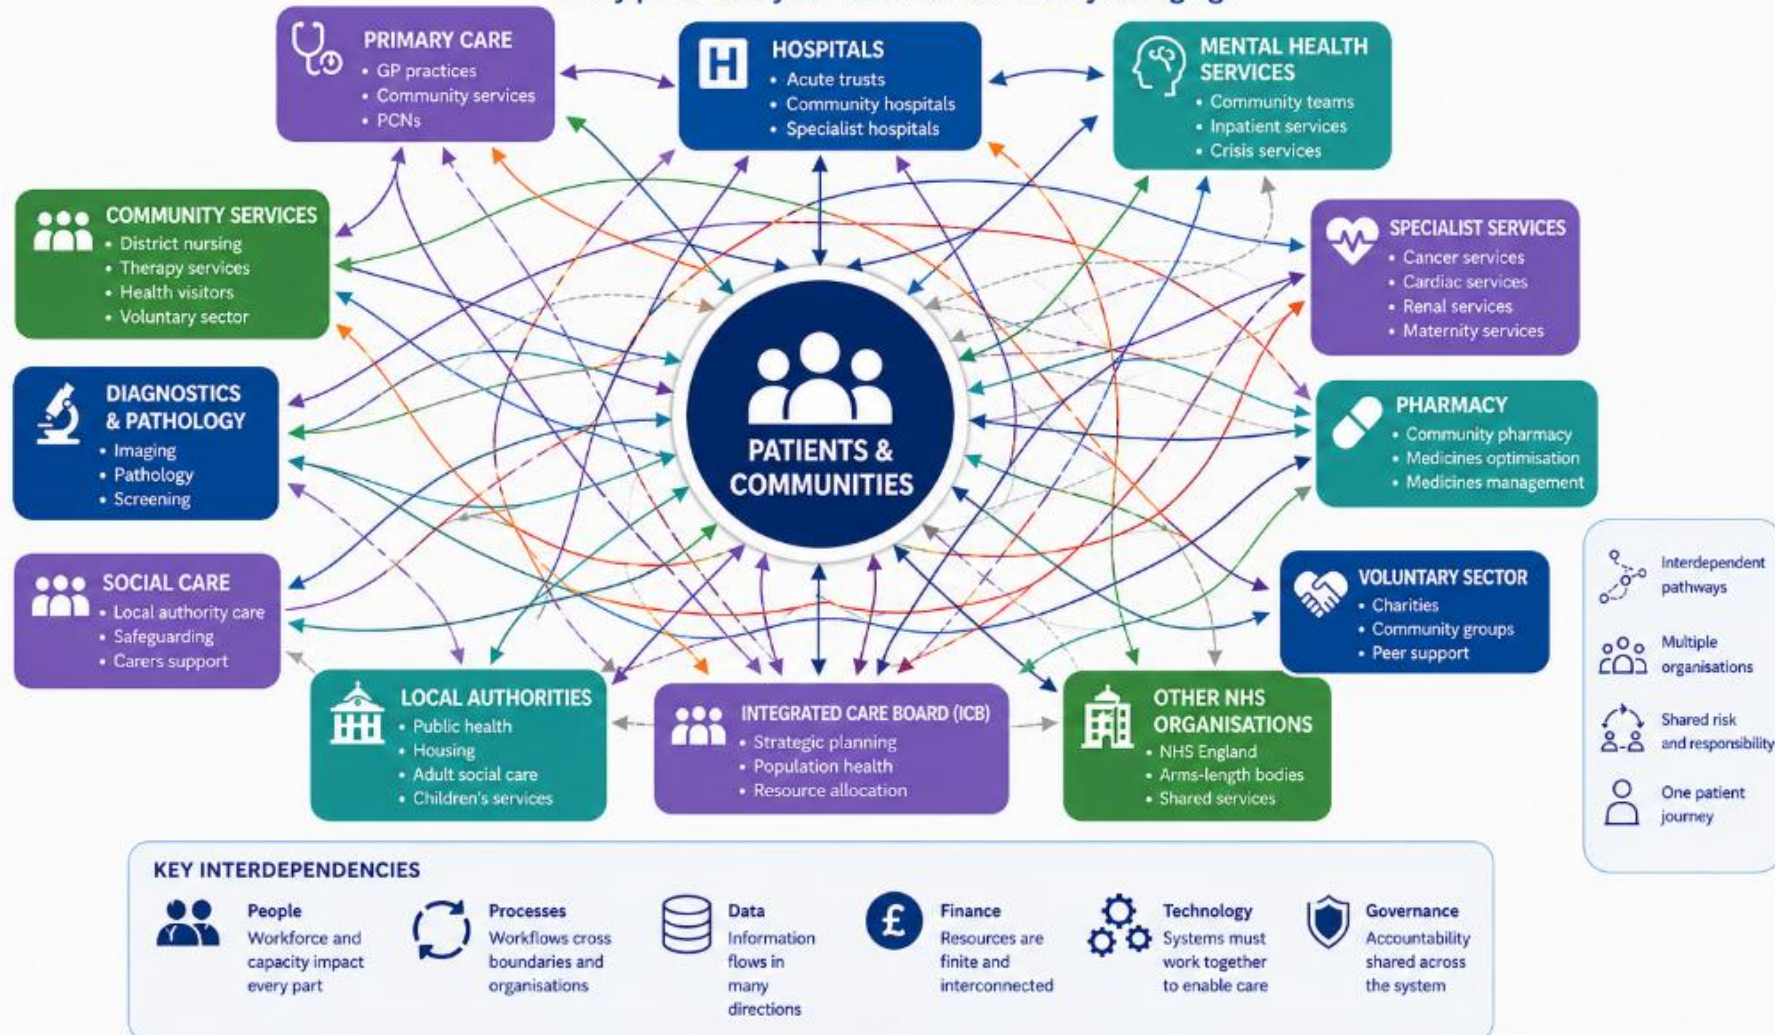 PRIMARY CARE
• GP practices
• Community services
• PCNs
H
HOSPITALS
• Acute trusts
• Community hospitals
• Specialist hospitals
MENTAL HEALTH
SERVICES
• Community teams
• Inpatient services
• Crisis services
COMMUNITY SERVICES
• District nursing
• Therapy services
• Health visitors
• Voluntary sector
SPECIALIST SERVICES
• Cancer services
• Cardiac services
• Renal services
• Maternity services
DIAGNOSTICS
& PATHOLOGY
• Imaging
• Pathology
• Screening
PATIENTS &
COMMUNITIES
PHARMACY
• Community pharmacy
• Medicines optimisation
• Medicines management
SOCIAL CARE
• Local authority care
• Safeguarding
• Carers support
VOLUNTARY SECTOR
• Charities
• Community groups
• Peer support
Interdependent
pathways
Multiple
organisations
Shared risk
and responsibility
One patient
journey
LOCAL AUTHORITIES
• Public health
• Housing
• Adult social care
• Children's services
INTEGRATED CARE BOARD (ICB)
• Strategic planning
• Population health
• Resource allocation
OTHER NHS
ORGANISATIONS
• NHS England
• Arms-length bodies
• Shared services
KEY INTERDEPENDENCIES
People
Workforce and
capacity impact
every part
Processes
Workflows cross
boundaries and
organisations
Data
Information
flows in
many
directions
£
Finance
Resources are
finite and
interconnected
Technology
Systems must
work together
to enable care
Governance
Accountability
shared across
the system